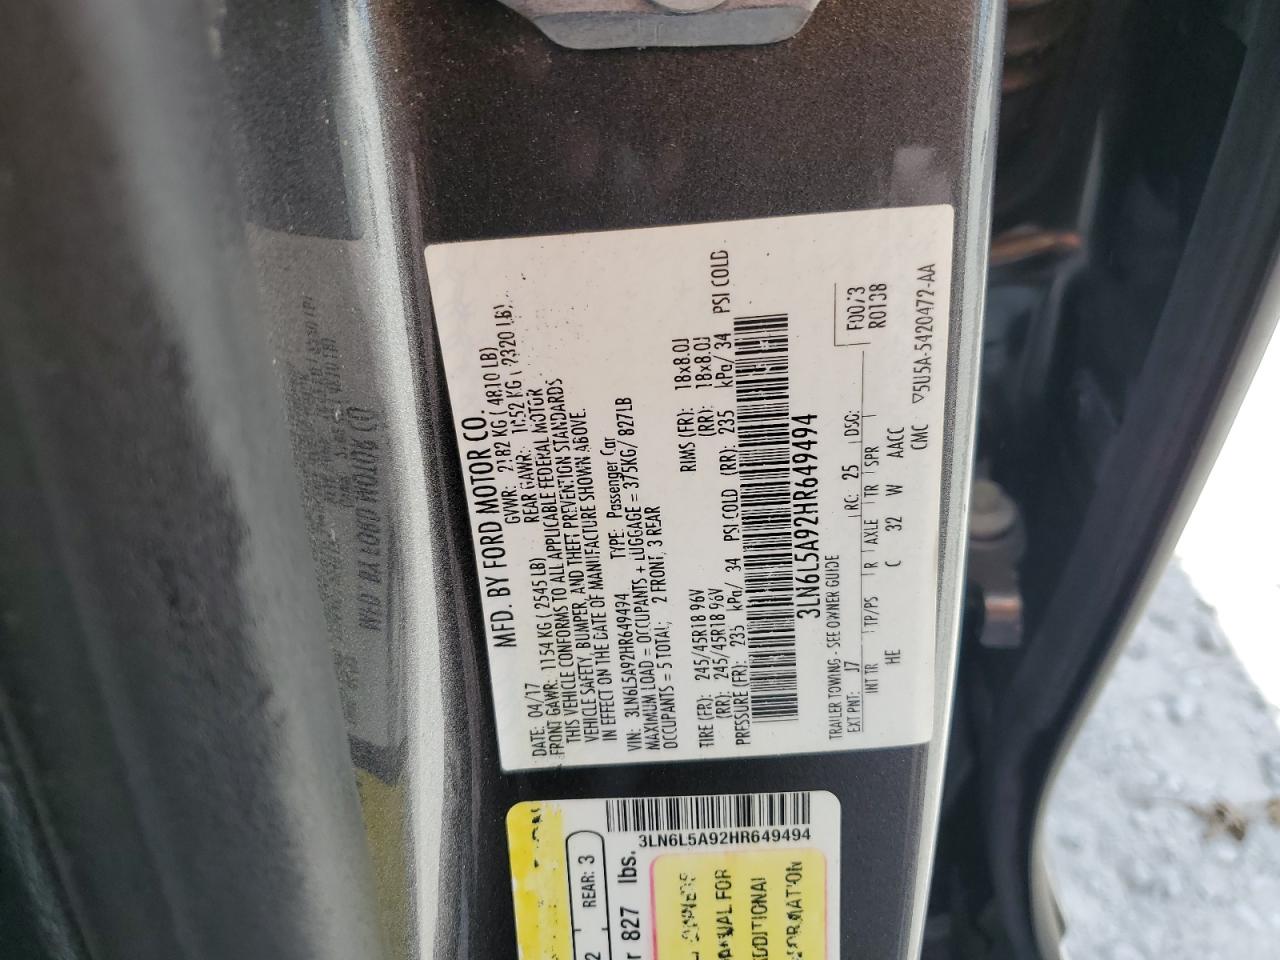 MFD. BY FORD MOTOR CO.
DATE: 04/17 GVWR: 2182 KG ( 4810 LB)
FRONT GAWR: 1154 KG ( 2545 LB) REAR GAWR: 1052 KG ( 2320 LB)
THIS VEHICLE CONFORMS TO ALL APPLICABLE FEDERAL MOTOR
VEHICLE SAFETY, BUMPER, AND THEFT PREVENTION STANDARDS
IN EFFECT ON THE DATE OF MANUFACTURE SHOWN ABOVE.
VIN: 3LN6L5A92HR649494 TYPE: Passenger Car
MAXIMUM LOAD = OCCUPANTS + LUGGAGE = 375KG/ 827LB
OCCUPANTS = 5 TOTAL; 2 FRONT, 3 REAR
TIRE (FR): 245/45R18 96V RIMS (FR): 18x8.0J
(RR): 245/45R18 96V (RR): 18x8.0J
PRESSURE (FR): 235 kPa/ 34 PSI COLD (RR): 235 kPa/ 34 PSI COLD
3LN6L5A92HR649494
TRAILER TOWING - SEE OWNER GUIDE
F0073
R0138
EXT PNT: J7 RC: 25 DSO:
INT TR TP/PS R AXLE TR SPR
HE C 32 W AACC
CMC ▽5U5A-5420472-AA
3LN6L5A92HR649494
REAR: 3
2
r 827 lbs.
MANUAL FOR
ADDITIONAL
INFORMATION